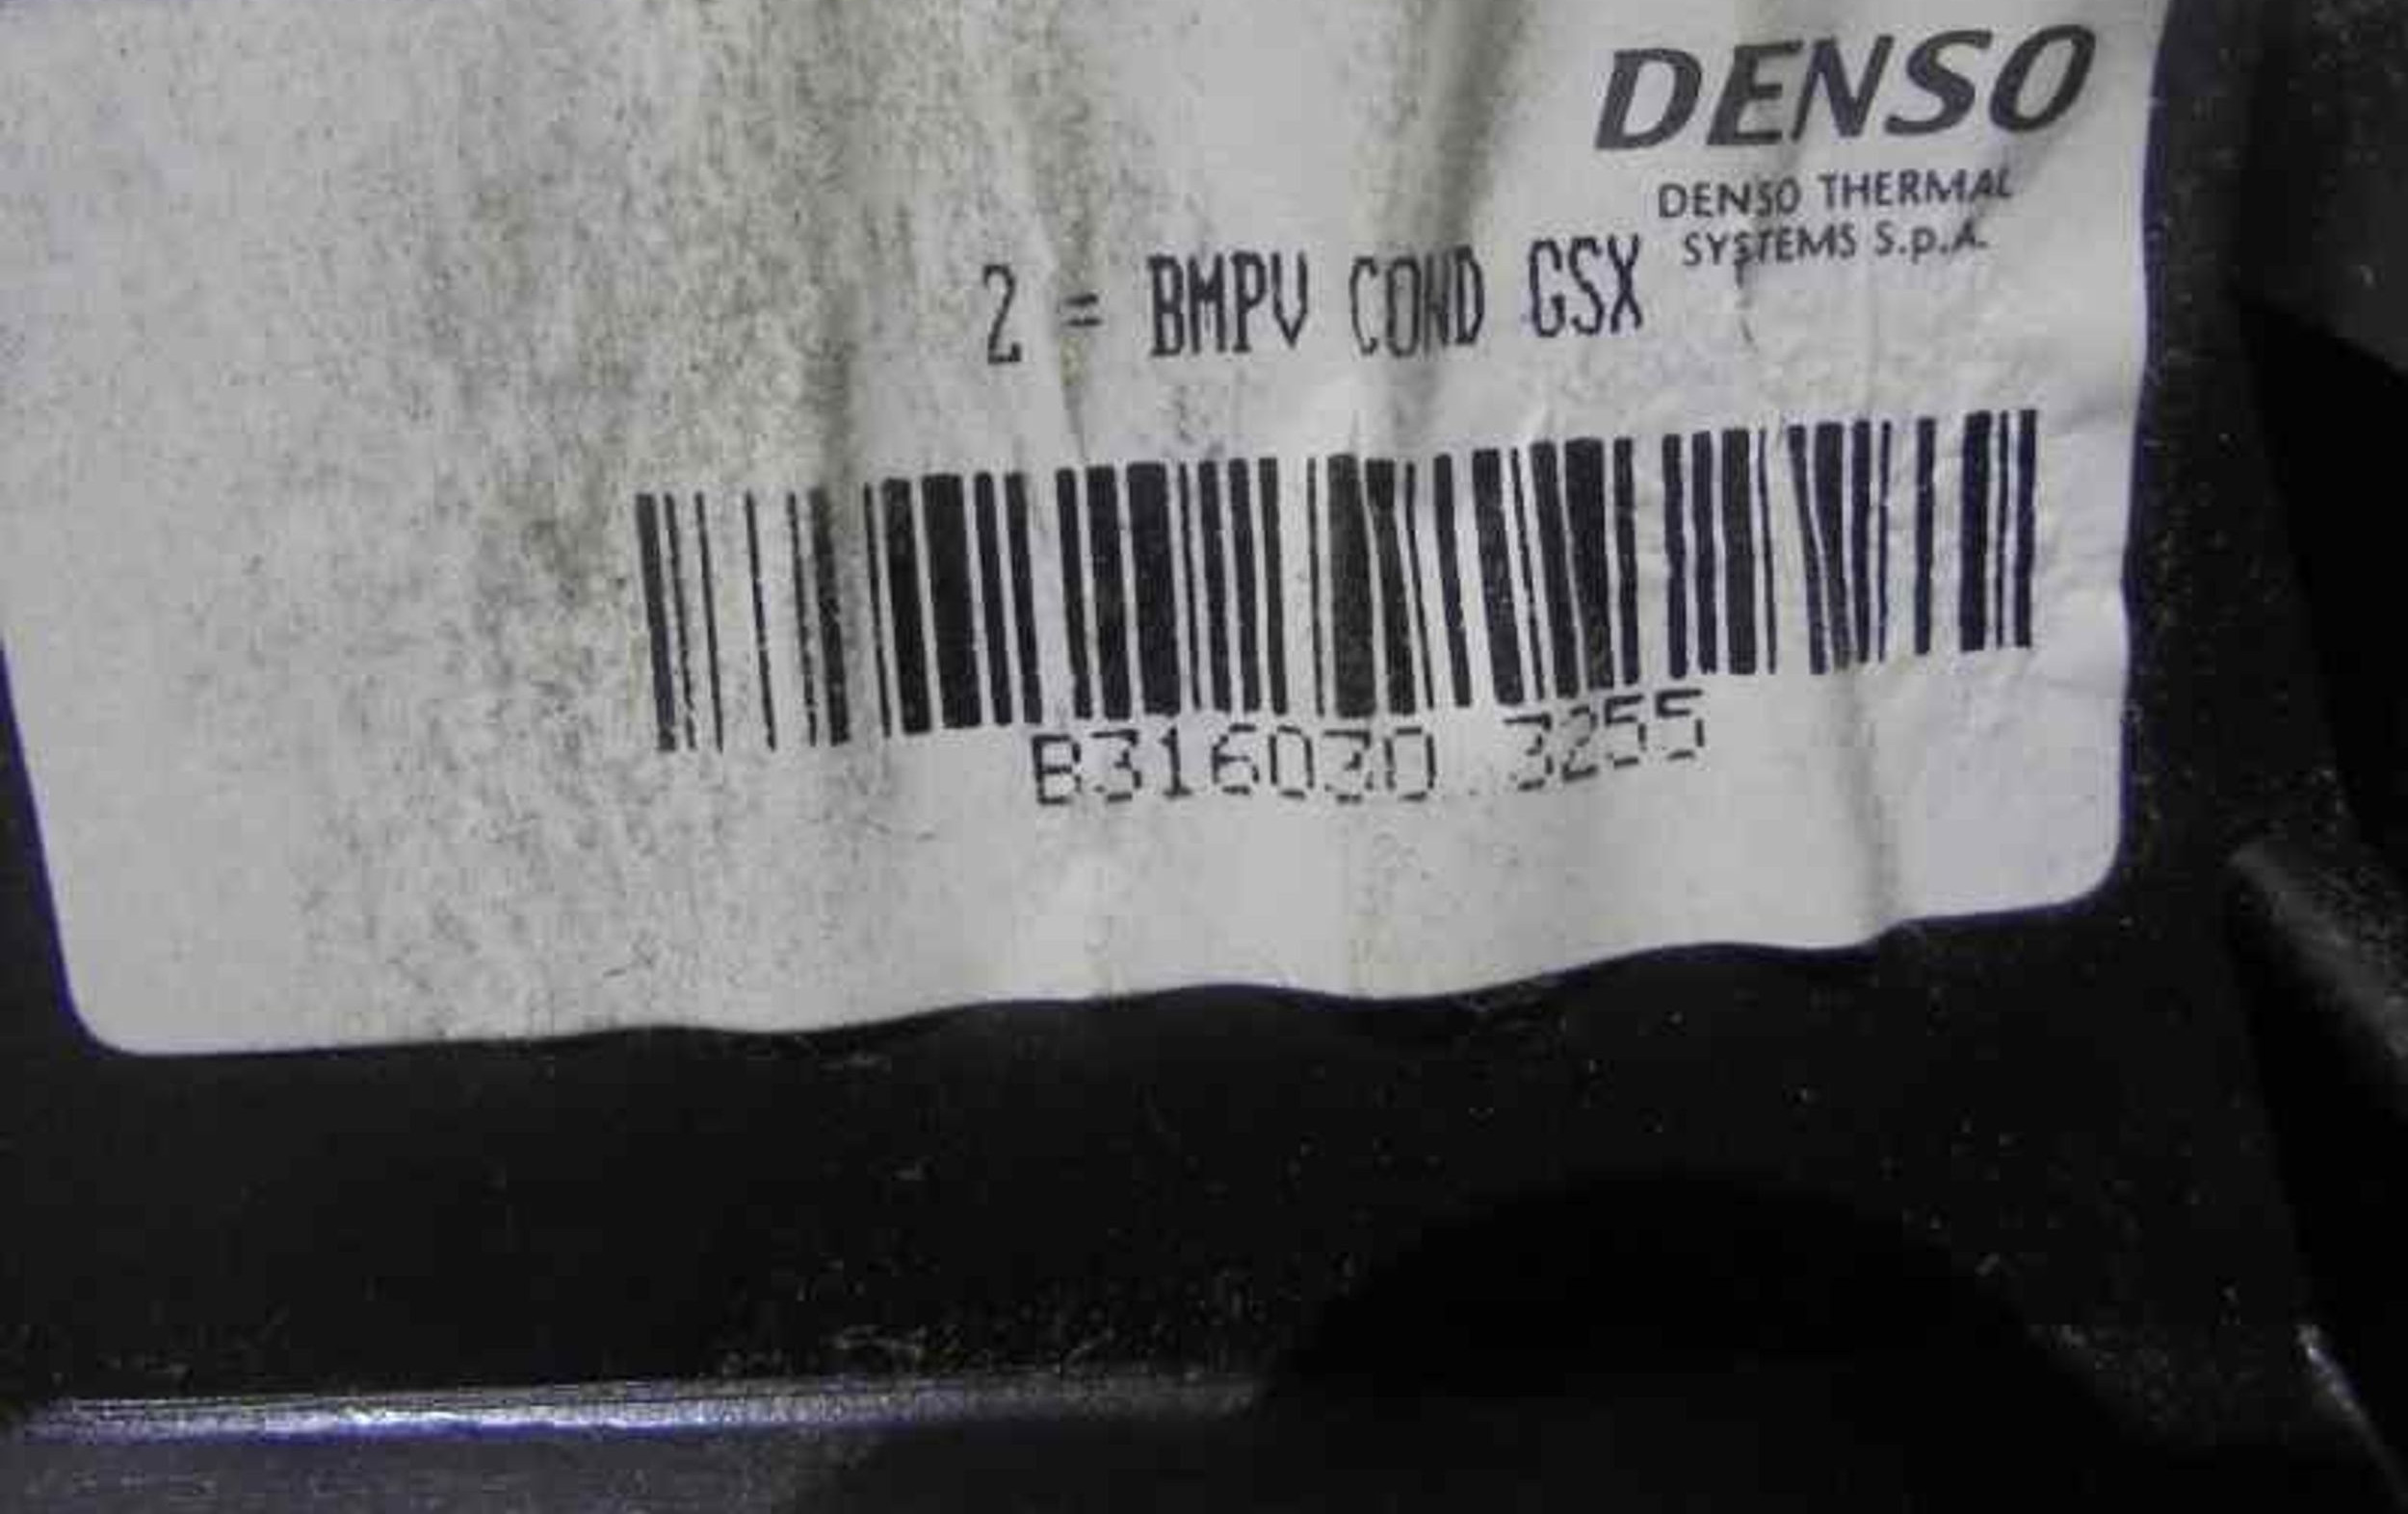 DENSO
DENSO THERMAL
SYSTEMS S.p.A.
2 = BMPV COND GSX
B316030 3255